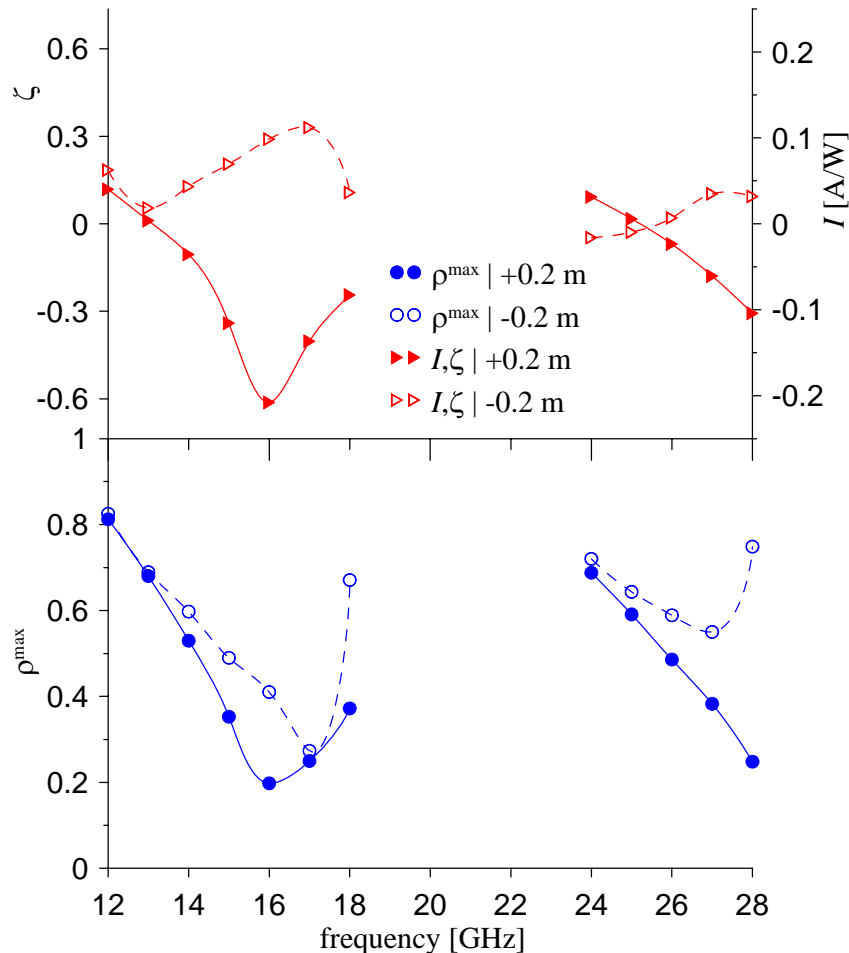 0.6
0.3
0
-0.3
-0.6
ζ
0.2
0.1
0
-0.1
-0.2
I [A/W]
ρmax | +0.2 m
ρmax | -0.2 m
I,ζ | +0.2 m
I,ζ | -0.2 m
1
0.8
0.6
0.4
0.2
0
ρmax
12 14 16 18 20 22 24 26 28
frequency [GHz]